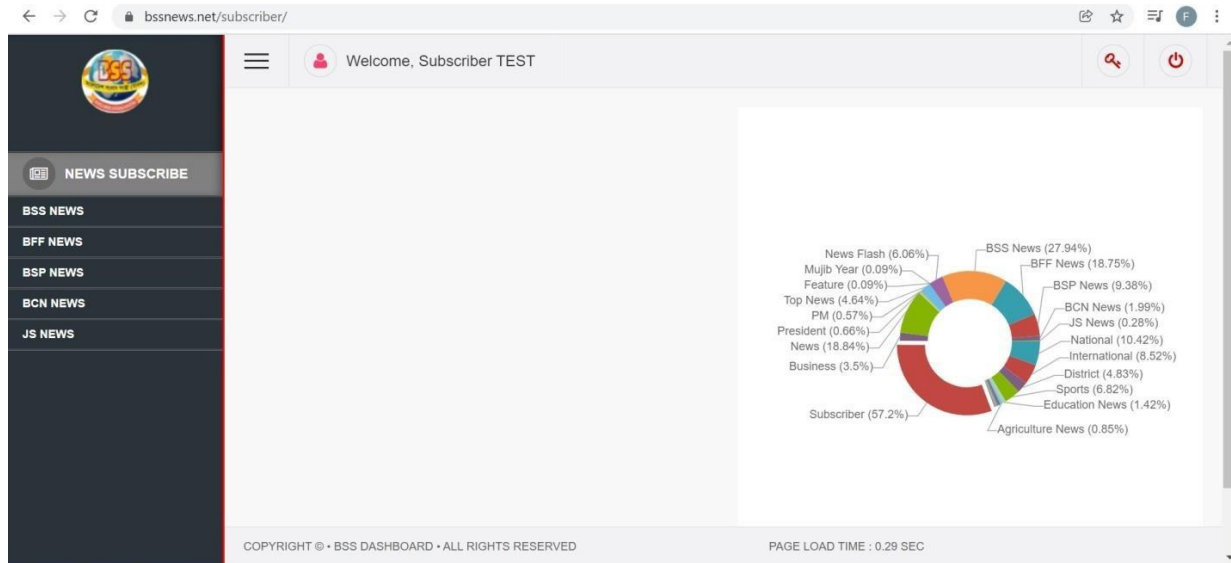 bssnews.net/subscriber/
F
BSS
Welcome, Subscriber TEST
NEWS SUBSCRIBE
BSS NEWS
BFF NEWS
BSP NEWS
BCN NEWS
JS NEWS
News Flash (6.06%)
Mujib Year (0.09%)
Feature (0.09%)
Top News (4.64%)
PM (0.57%)
President (0.66%)
News (18.84%)
Business (3.5%)
Subscriber (57.2%)
BSS News (27.94%)
BFF News (18.75%)
BSP News (9.38%)
BCN News (1.99%)
JS News (0.28%)
National (10.42%)
International (8.52%)
District (4.83%)
Sports (6.82%)
Education News (1.42%)
Agriculture News (0.85%)
COPYRIGHT © • BSS DASHBOARD • ALL RIGHTS RESERVED
PAGE LOAD TIME : 0.29 SEC